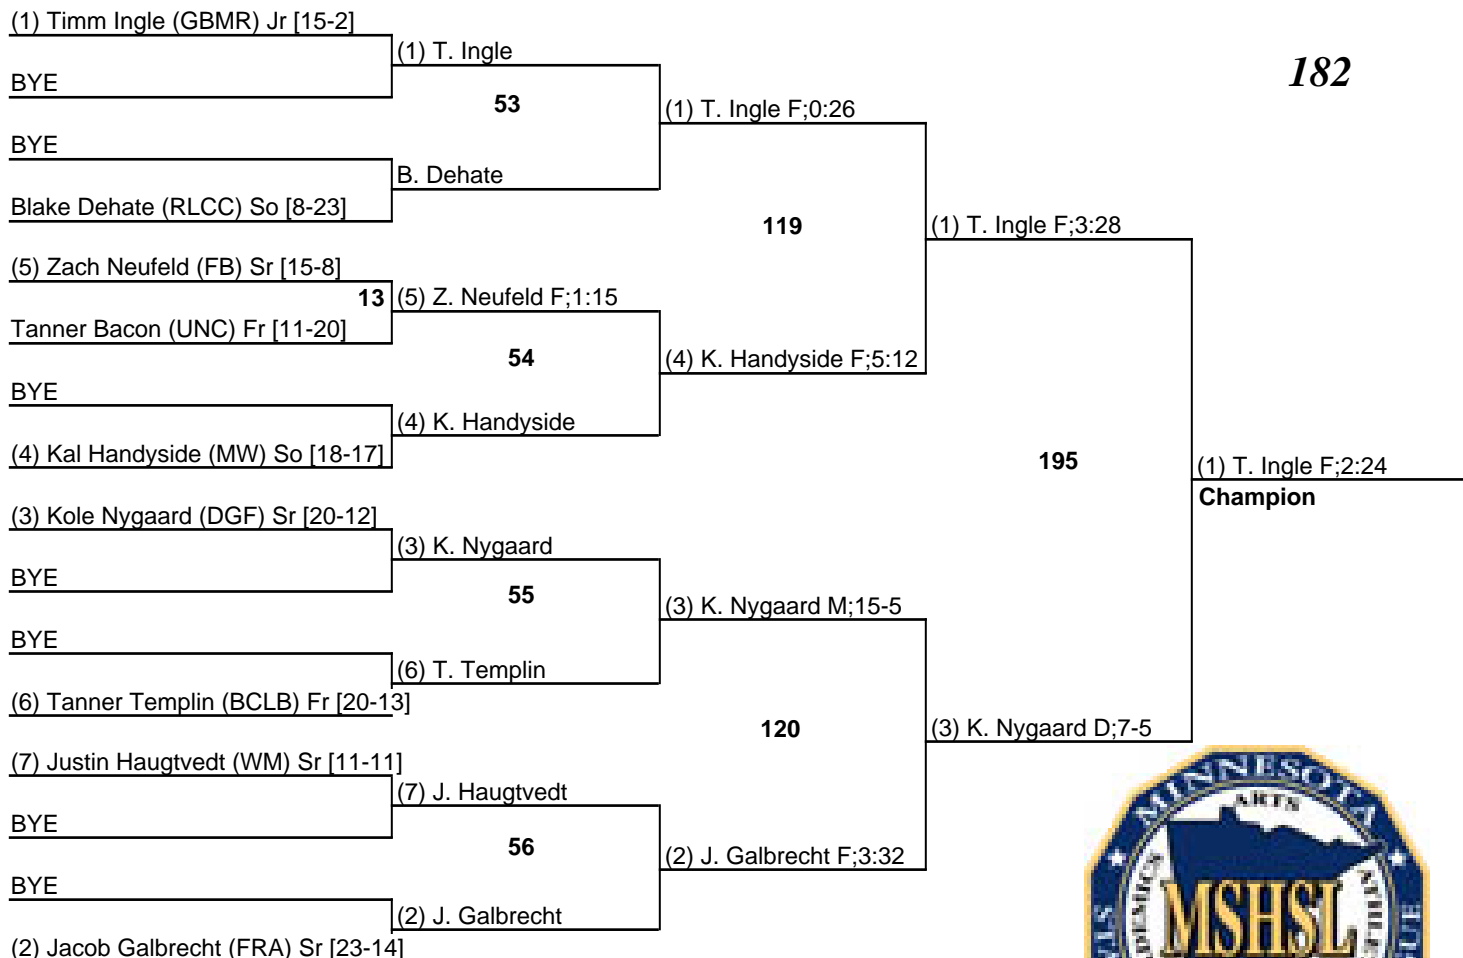 (1) Timm Ingle (GBMR) Jr [15-2]
(1) T. Ingle
182
BYE
53
(1) T. Ingle F;0:26
BYE
B. Dehate
Blake Dehate (RLCC) So [8-23]
119
(1) T. Ingle F;3:28
(5) Zach Neufeld (FB) Sr [15-8]
13
(5) Z. Neufeld F;1:15
Tanner Bacon (UNC) Fr [11-20]
54
(4) K. Handyside F;5:12
BYE
(4) K. Handyside
(4) Kal Handyside (MW) So [18-17]
195
(1) T. Ingle F;2:24
Champion
(3) Kole Nygaard (DGF) Sr [20-12]
(3) K. Nygaard
BYE
55
(3) K. Nygaard M;15-5
BYE
(6) T. Templin
(6) Tanner Templin (BCLB) Fr [20-13]
120
(3) K. Nygaard D;7-5
(7) Justin Haugtvedt (WM) Sr [11-11]
(7) J. Haugtvedt
BYE
56
(2) J. Galbrecht F;3:32
BYE
(2) J. Galbrecht
(2) Jacob Galbrecht (FRA) Sr [23-14]
MINNESOTA
ARTS
MSHSL